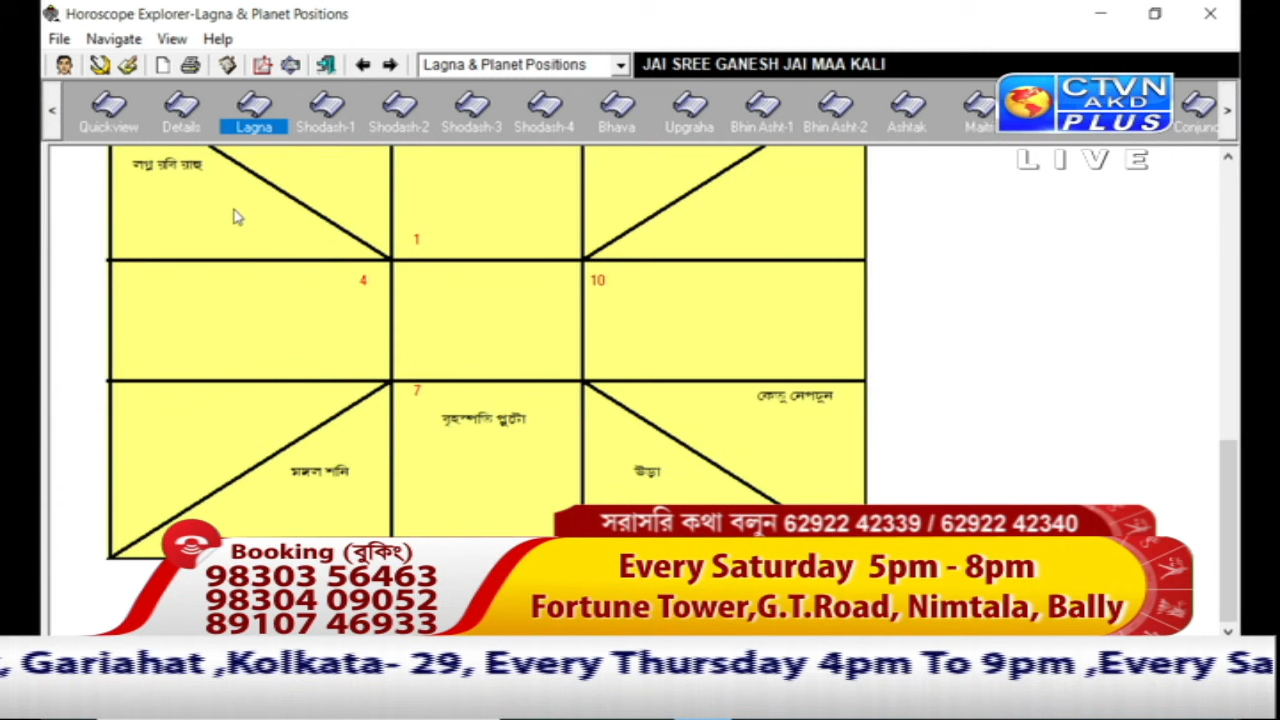 Horoscope Explorer-Lagna & Planet Positions
File Navigate View Help
Lagna & Planet Positions
JAI SREE GANESH JAI MAA KALI
< Quickview Details Lagna Shodash-1 Shodash-2 Shodash-3 Shodash-4 Bhava Upgraha Bhin Asht-1 Bhin Asht-2 Ashtak Maitri Conjunc >
CTVN
AKD
PLUS
LIVE
লগ্ন রবি রাহু
1
4
10
7
কেতু নেপচুন
বৃহস্পতি প্লুটো
মঙ্গল শনি
উড়া
সরাসরি কথা বলুন 62922 42339 / 62922 42340
Booking (বুকিং)
98303 56463
98304 09052
89107 46933
Every Saturday 5pm - 8pm
Fortune Tower,G.T.Road, Nimtala, Bally
, Gariahat ,Kolkata- 29, Every Thursday 4pm To 9pm ,Every Sa